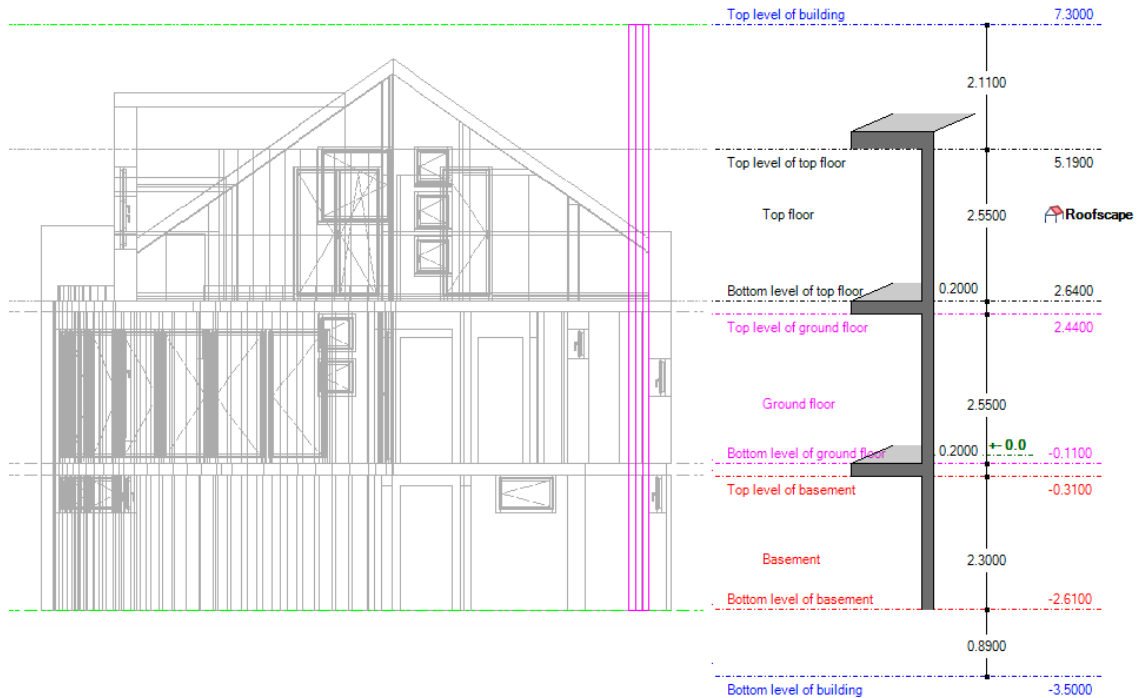 Top level of building 7.3000
2.1100
Top level of top floor 5.1900
Top floor 2.5500 Roofscape
Bottom level of top floor 0.2000 2.6400
Top level of ground floor 2.4400
Ground floor 2.5500
+- 0.0
Bottom level of ground floor 0.2000 -0.1100
Top level of basement -0.3100
Basement 2.3000
Bottom level of basement -2.6100
0.8900
Bottom level of building -3.5000